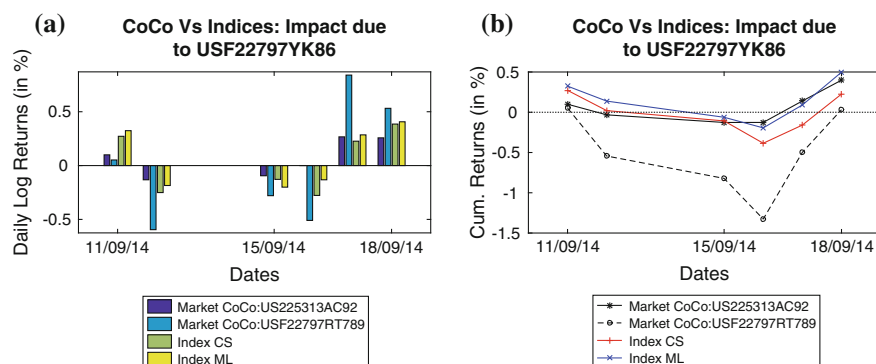 (a)
CoCo Vs Indices: Impact due
to USF22797YK86
Daily Log Returns (in %)
0.5
0
-0.5
11/09/14
15/09/14
18/09/14
Dates
Market CoCo:US225313AC92
Market CoCo:USF22797RT789
Index CS
Index ML
(b)
CoCo Vs Indices: Impact due
to USF22797YK86
Cum. Returns (in %)
0.5
0
-0.5
-1
-1.5
11/09/14
15/09/14
18/09/14
Dates
Market CoCo:US225313AC92
Market CoCo:USF22797RT789
Index CS
Index ML